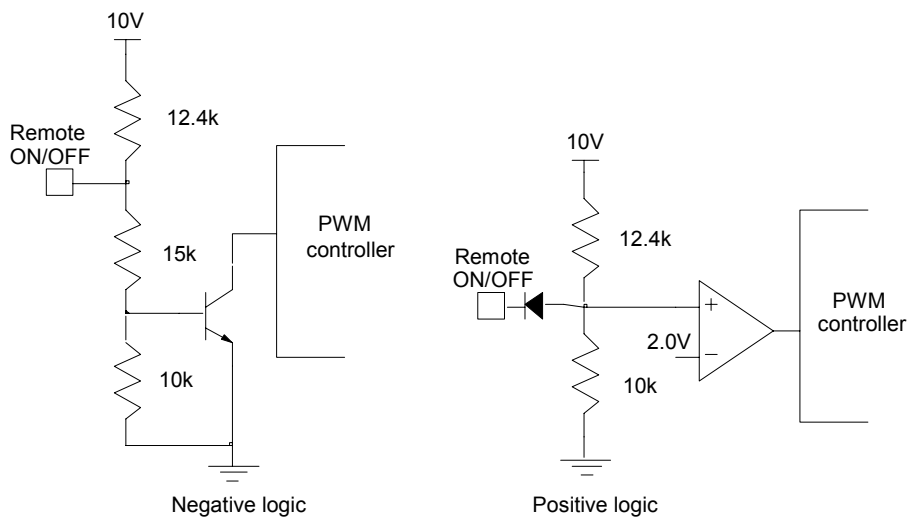 10V
12.4k
Remote
ON/OFF
15k
10k
PWM
controller
Negative logic
10V
12.4k
Remote
ON/OFF
+
2.0V
−
10k
PWM
controller
Positive logic